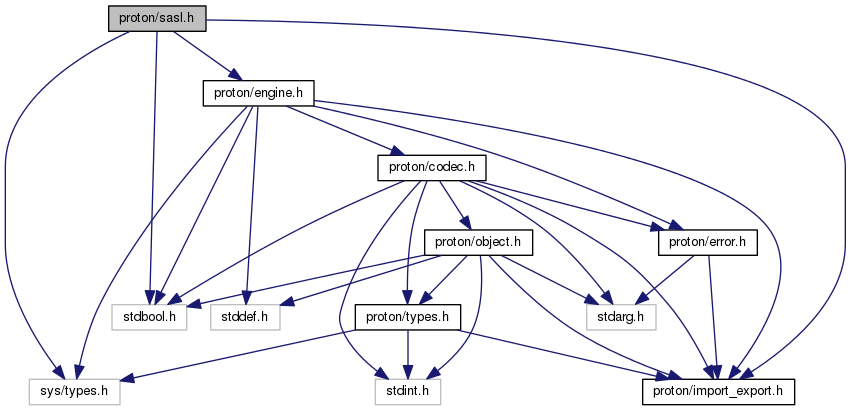 proton/sasl.h
proton/engine.h
proton/codec.h
proton/object.h
proton/error.h
stdbool.h
stddef.h
proton/types.h
stdarg.h
sys/types.h
stdint.h
proton/import_export.h